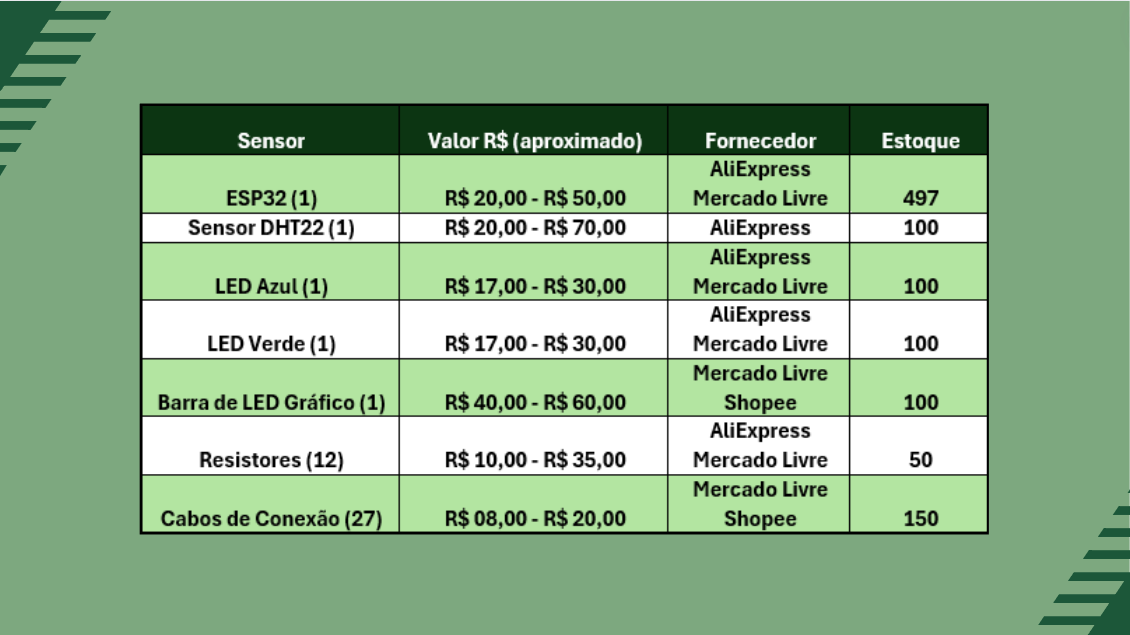 Sensor Valor R$ (aproximado) Fornecedor Estoque
ESP32 (1) R$ 20,00 - R$ 50,00 AliExpress
Mercado Livre 497
Sensor DHT22 (1) R$ 20,00 - R$ 70,00 AliExpress 100
LED Azul (1) R$ 17,00 - R$ 30,00 AliExpress
Mercado Livre 100
LED Verde (1) R$ 17,00 - R$ 30,00 AliExpress
Mercado Livre 100
Barra de LED Gráfico (1) R$ 40,00 - R$ 60,00 Mercado Livre
Shopee 100
Resistores (12) R$ 10,00 - R$ 35,00 AliExpress
Mercado Livre 50
Cabos de Conexão (27) R$ 08,00 - R$ 20,00 Mercado Livre
Shopee 150